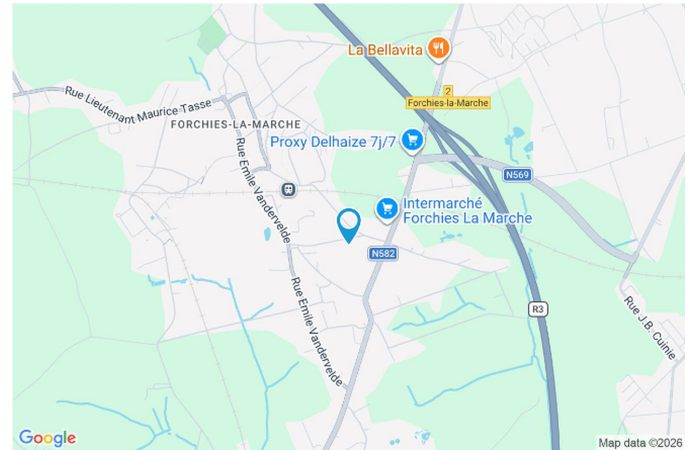 La Bellavita
2
Forchies-la-Marche
Rue Lieutenant Maurice Tasse
FORCHIES-LA-MARCHE
Proxy Delhaize 7j/7
N569
Rue Emile Vandervelde
Intermarché
Forchies La Marche
N582
Rue Emile Vandervelde
R3
Rue J.B. Cuinie
Google
Map data ©2026